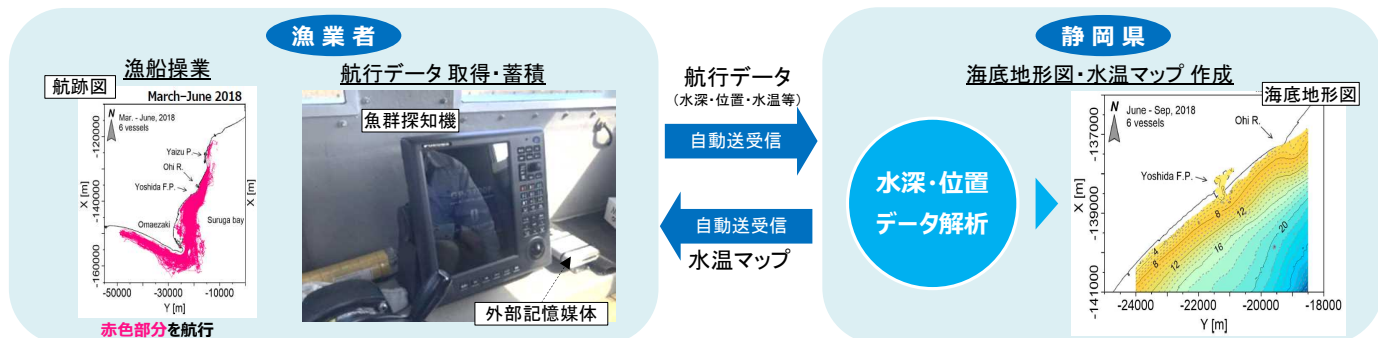 漁業者
漁船操業
航跡図
March–June 2018
N
Mar. - June, 2018
6 vessels
Yaizu P.
Ohi R.
Yoshida F.P.
Omaezaki
Suruga bay
X [m]
-120000
-140000
-160000
-50000
-30000
-10000
Y [m]
赤色部分を航行
航行データ 取得・蓄積
魚群探知機
外部記憶媒体
航行データ
(水深・位置・水温等)
自動送受信
自動送受信
水温マップ
静岡県
海底地形図・水温マップ 作成
水深・位置
データ解析
海底地形図
N
June - Sep, 2018
6 vessels
Ohi R.
Yoshida F.P.
X [m]
-137000
-139000
-141000
4
8
12
8
12
16
20
-24000
-22000
-20000
-18000
Y [m]